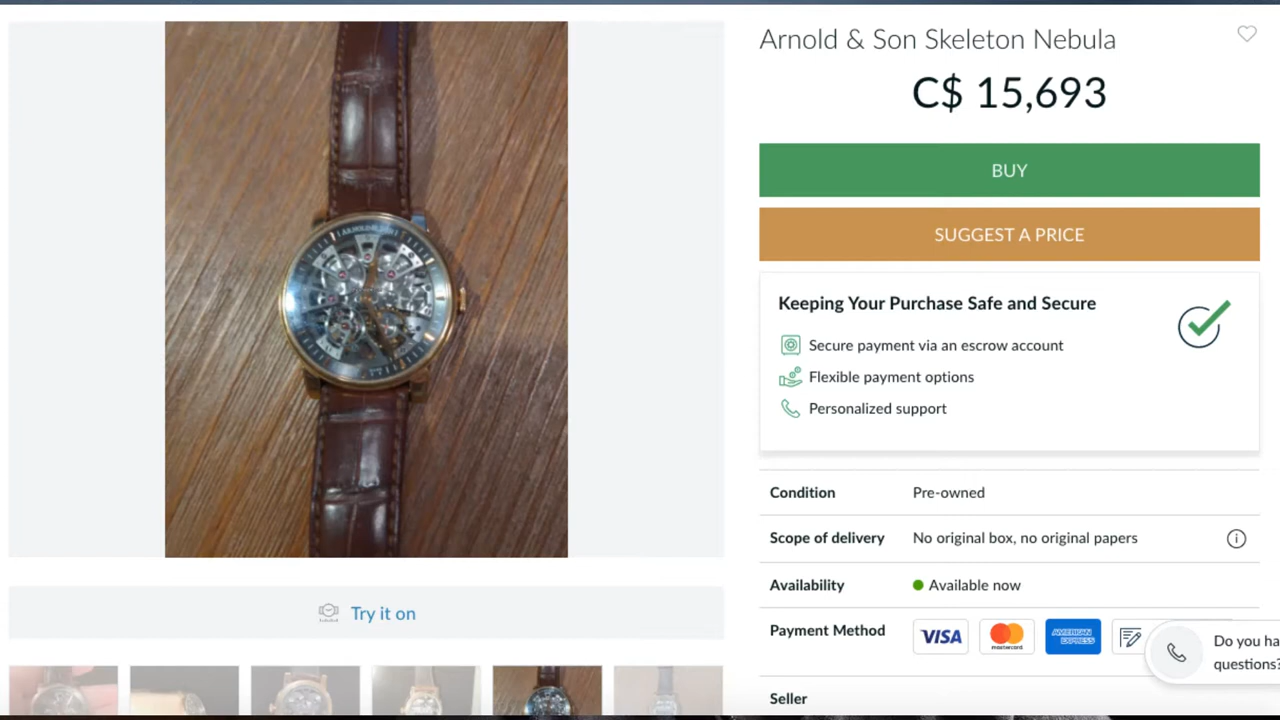 Arnold & Son Skeleton Nebula
C$ 15,693
BUY
SUGGEST A PRICE
Keeping Your Purchase Safe and Secure
Secure payment via an escrow account
Flexible payment options
Personalized support
Condition Pre-owned
Scope of delivery No original box, no original papers
Availability Available now
Payment Method VISA mastercard AMERICAN EXPRESS
Do you ha
questions?
Seller
Try it on
ARNOLD & SON